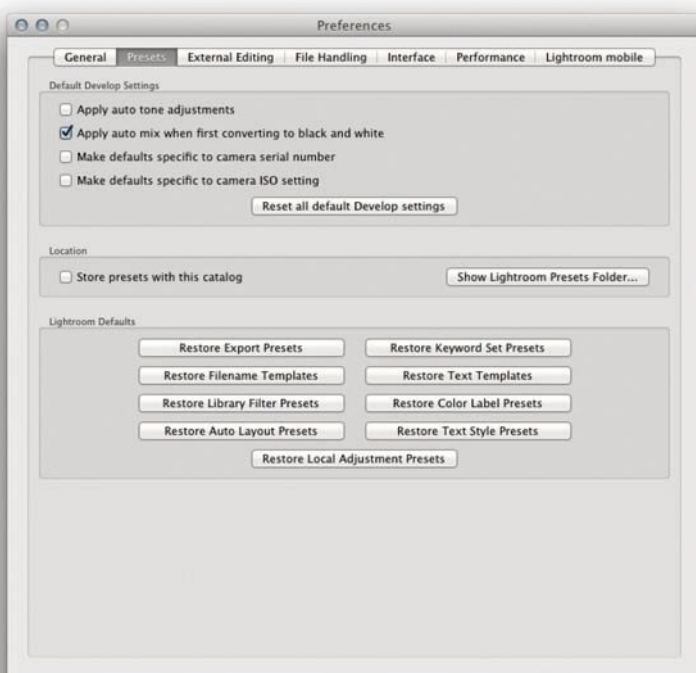 Preferences
General Presets External Editing File Handling Interface Performance Lightroom mobile
Default Develop Settings
Apply auto tone adjustments
Apply auto mix when first converting to black and white
Make defaults specific to camera serial number
Make defaults specific to camera ISO setting
Reset all default Develop settings
Location
Store presets with this catalog Show Lightroom Presets Folder...
Lightroom Defaults
Restore Export Presets Restore Keyword Set Presets
Restore Filename Templates Restore Text Templates
Restore Library Filter Presets Restore Color Label Presets
Restore Auto Layout Presets Restore Text Style Presets
Restore Local Adjustment Presets